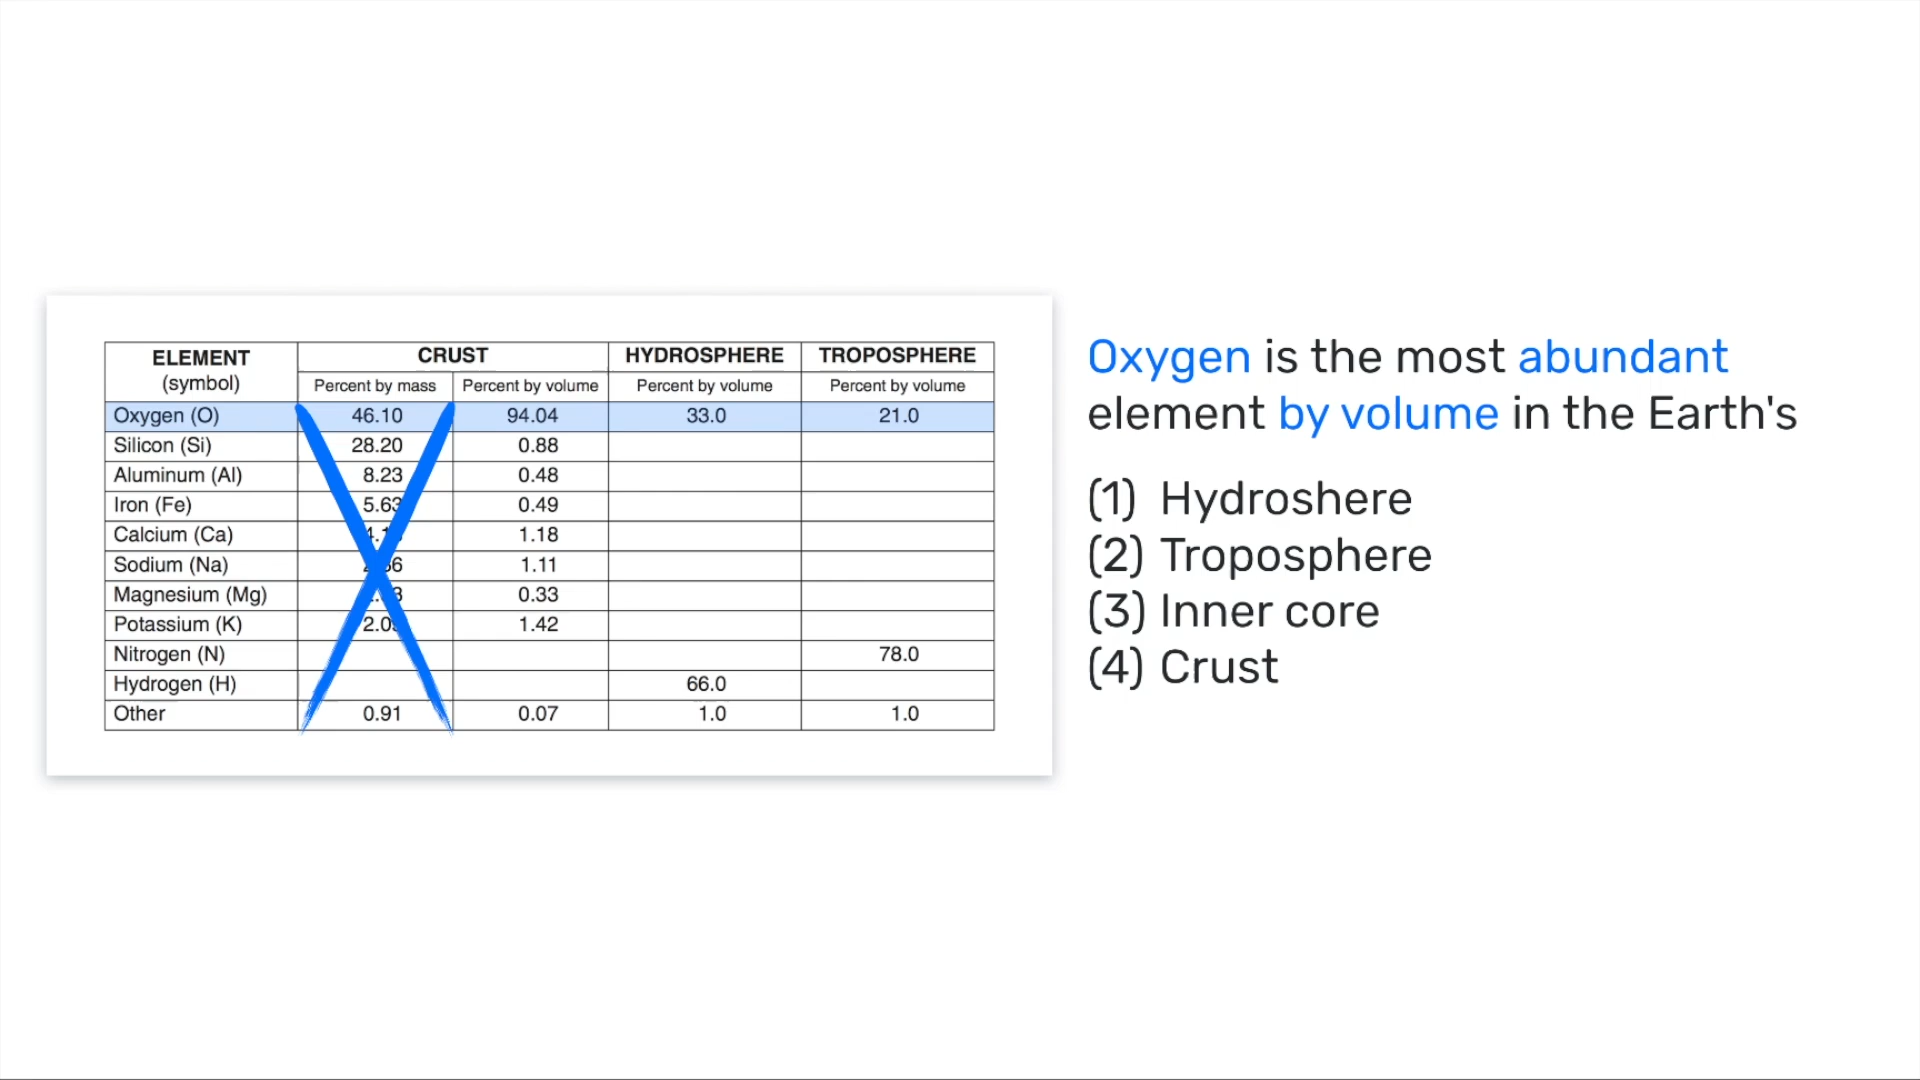 ELEMENT (symbol) CRUST HYDROSPHERE TROPOSPHERE
Percent by mass Percent by volume Percent by volume Percent by volume
Oxygen (O) 46.10 94.04 33.0 21.0
Silicon (Si) 28.20 0.88
Aluminum (Al) 8.23 0.48
Iron (Fe) 5.63 0.49
Calcium (Ca) 1.18
Sodium (Na) 1.11
Magnesium (Mg) 0.33
Potassium (K) 1.42
Nitrogen (N) 78.0
Hydrogen (H) 66.0
Other 0.91 0.07 1.0 1.0
Oxygen is the most abundant
element by volume in the Earth's
(1) Hydroshere
(2) Troposphere
(3) Inner core
(4) Crust